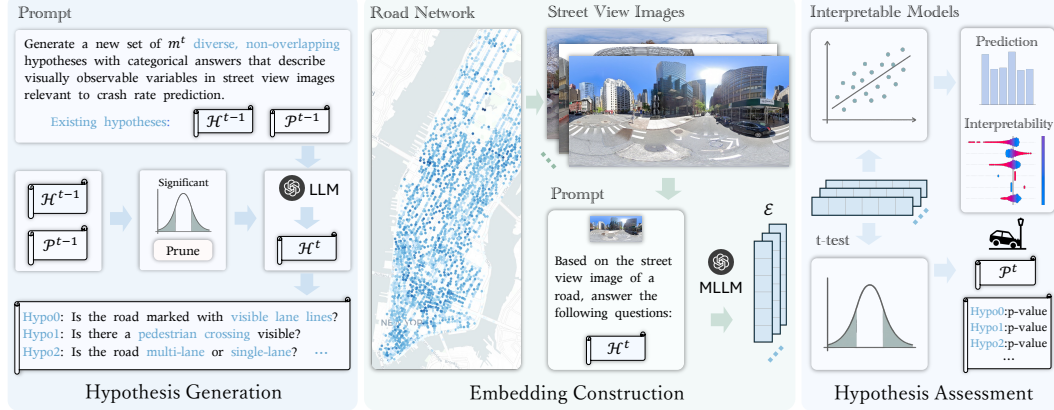 Prompt
Generate a new set of m^t diverse, non-overlapping
hypotheses with categorical answers that describe
visually observable variables in street view images
relevant to crash rate prediction.
Existing hypotheses: H^{t-1} P^{t-1}
H^{t-1}
P^{t-1}
Significant
Prune
LLM
H^t
Hypo0: Is the road marked with visible lane lines?
Hypo1: Is there a pedestrian crossing visible?
Hypo2: Is the road multi-lane or single-lane? ...
Hypothesis Generation
Road Network
Street View Images
Prompt
Based on the street
view image of a
road, answer the
following questions:
H^t
MLLM
ℰ
Embedding Construction
Interpretable Models
Prediction
Interpretability
t-test
P^t
Hypo0:p-value
Hypo1:p-value
Hypo2:p-value
...
Hypothesis Assessment